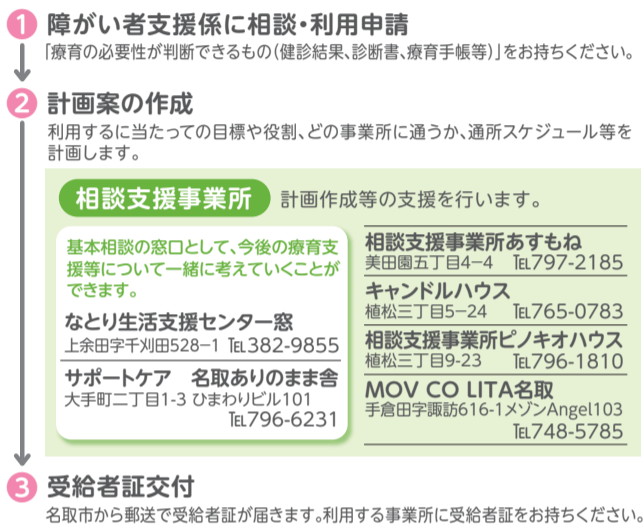 1 障がい者支援係に相談・利用申請
「療育の必要性が判断できるもの(健診結果、診断書、療育手帳等)」をお持ちください。
2 計画案の作成
利用するに当たっての目標や役割、どの事業所に通うか、通所スケジュール等を
計画します。
相談支援事業所 計画作成等の支援を行います。
基本相談の窓口として、今後の療育支
援等について一緒に考えていくことが
できます。
なとり生活支援センター窓
上余田字千刈田528−1 ℡382-9855
サポートケア 名取ありのまま舎
大手町二丁目1-3 ひまわりビル101
℡796-6231
相談支援事業所あすもね
美田園五丁目4−4 ℡797-2185
キャンドルハウス
植松三丁目5−24 ℡765-0783
相談支援事業所ピノキオハウス
植松三丁目9-23 ℡796-1810
MOV CO LITA名取
手倉田字諏訪616-1メゾンAngel103
℡748-5785
3 受給者証交付
名取市から郵送で受給者証が届きます。利用する事業所に受給者証をお持ちください。